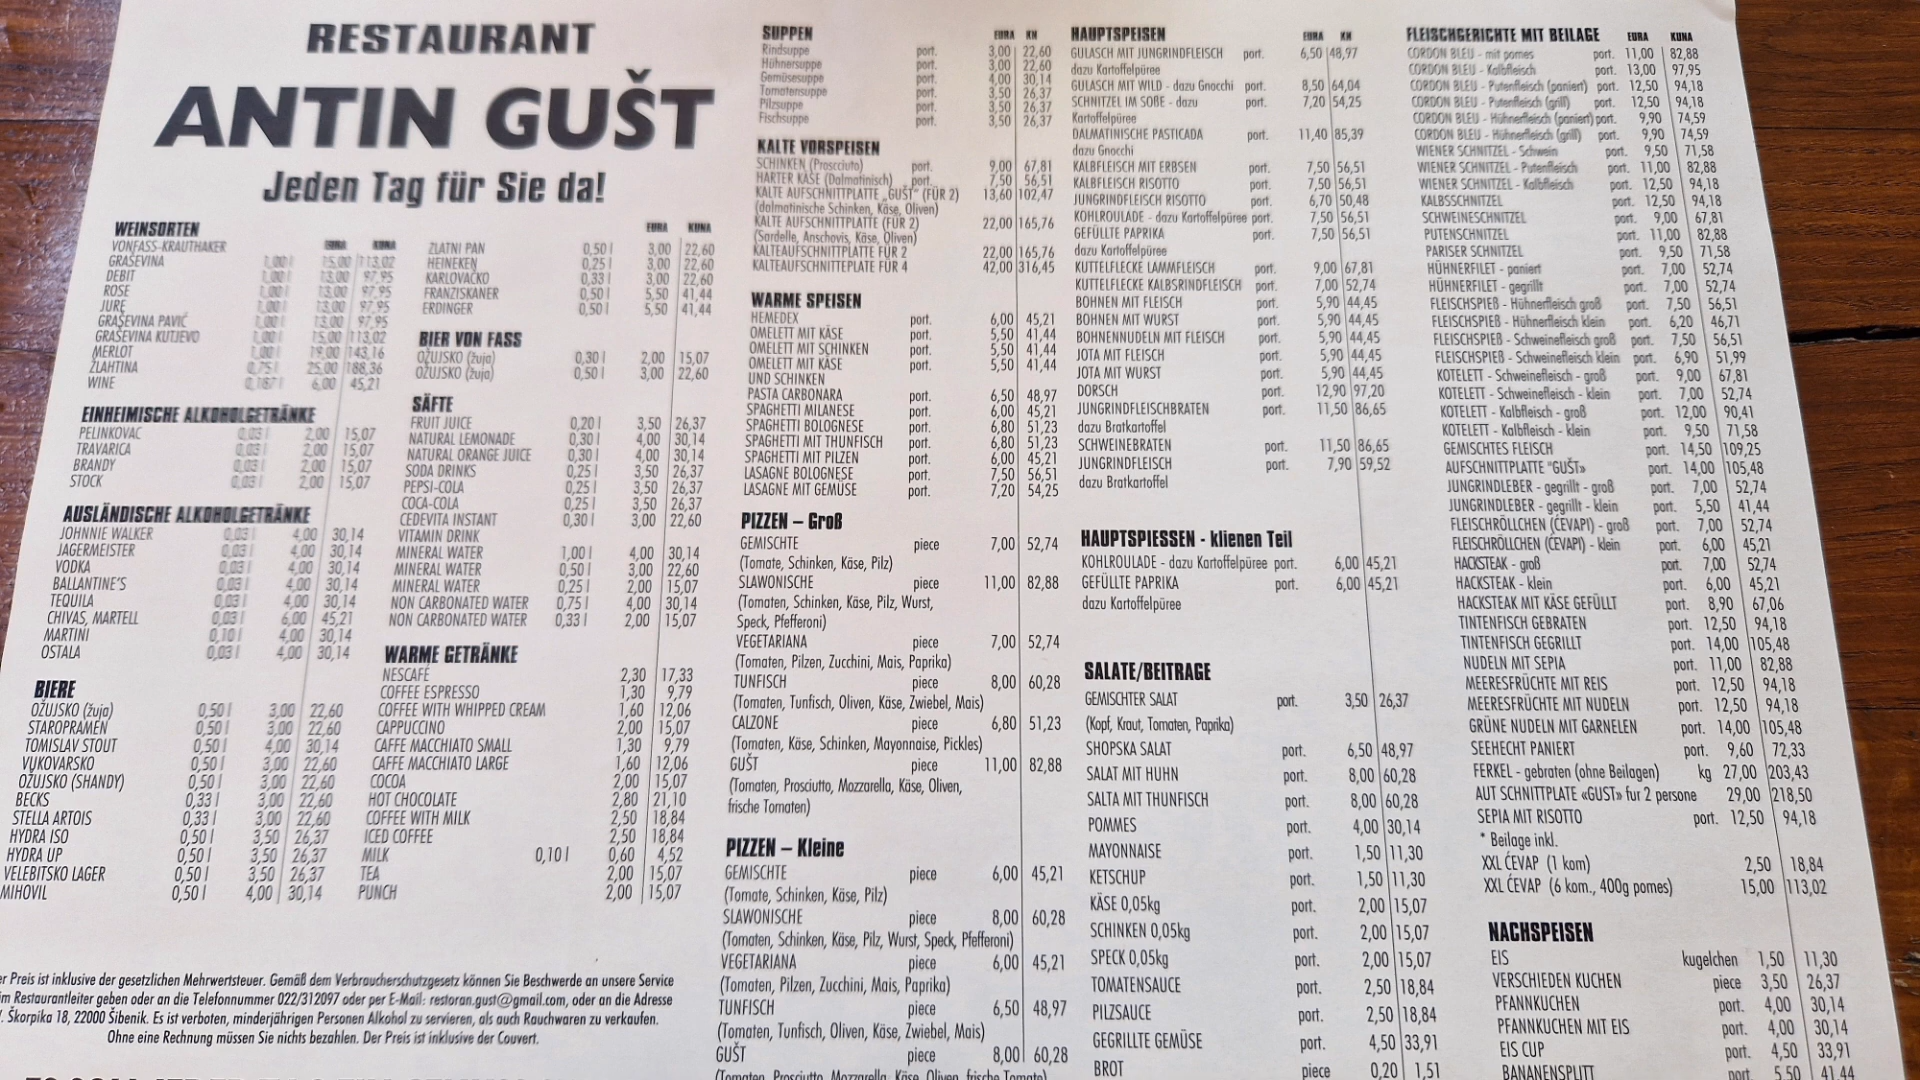 RESTAURANT
ANTIN GUŠT
Jeden Tag für Sie da!
WEINSORTEN
EURA KUNA
VONFASS-KRAUTHAKER
GRAŠEVINA 1,00 l 15,00 113,02
DEBIT 1,00 l 13,00 97,95
ROSE 1,00 l 13,00 97,95
JURE 1,00 l 13,00 97,95
GRAŠEVINA PAVIĆ 1,00 l 13,00 97,95
GRAŠEVINA KUTJEVO 1,00 l 15,00 113,02
MERLOT 1,00 l 19,00 143,16
ŽLAHTINA 0,75 l 25,00 188,36
WINE 0,187 l 6,00 45,21
EINHEIMISCHE ALKOHOLGETRÄNKE
PELINKOVAC 0,03 l 2,00 15,07
TRAVARICA 0,03 l 2,00 15,07
BRANDY 0,03 l 2,00 15,07
STOCK 0,03 l 2,00 15,07
AUSLÄNDISCHE ALKOHOLGETRÄNKE
JOHNNIE WALKER 0,03 l 4,00 30,14
JAGERMEISTER 0,03 l 4,00 30,14
VODKA 0,03 l 4,00 30,14
BALLANTINE'S 0,03 l 4,00 30,14
TEQUILA 0,03 l 4,00 30,14
CHIVAS, MARTELL 0,03 l 6,00 45,21
MARTINI 0,10 l 4,00 30,14
OSTALA 0,03 l 4,00 30,14
BIERE
OŽUJSKO (žuja) 0,50 l 3,00 22,60
STAROPRAMEN 0,50 l 3,00 22,60
TOMISLAV STOUT 0,50 l 4,00 30,14
VUKOVARSKO 0,50 l 3,00 22,60
OŽUJSKO (SHANDY) 0,50 l 3,00 22,60
BECKS 0,33 l 3,00 22,60
STELLA ARTOIS 0,33 l 3,00 22,60
HYDRA ISO 0,50 l 3,50 26,37
HYDRA UP 0,50 l 3,50 26,37
VELEBITSKO LAGER 0,50 l 3,50 26,37
MIHOVIL 0,50 l 4,00 30,14
EURA KUNA
ZLATNI PAN 0,50 l 3,00 22,60
HEINEKEN 0,25 l 3,00 22,60
KARLOVAČKO 0,33 l 3,00 22,60
FRANZISKANER 0,50 l 5,50 41,44
ERDINGER 0,50 l 5,50 41,44
BIER VON FASS
OŽUJSKO (žuja) 0,30 l 2,00 15,07
OŽUJSKO (žuja) 0,50 l 3,00 22,60
SÄFTE
FRUIT JUICE 0,20 l 3,50 26,37
NATURAL LEMONADE 0,30 l 4,00 30,14
NATURAL ORANGE JUICE 0,30 l 4,00 30,14
SODA DRINKS 0,25 l 3,50 26,37
PEPSI-COLA 0,25 l 3,50 26,37
COCA-COLA 0,25 l 3,50 26,37
CEDEVITA INSTANT 0,30 l 3,00 22,60
VITAMIN DRINK
MINERAL WATER 1,00 l 4,00 30,14
MINERAL WATER 0,50 l 3,00 22,60
MINERAL WATER 0,25 l 2,00 15,07
NON CARBONATED WATER 0,75 l 4,00 30,14
NON CARBONATED WATER 0,33 l 2,00 15,07
WARME GETRÄNKE
NESCAFÉ 2,30 17,33
COFFEE ESPRESSO 1,30 9,79
COFFEE WITH WHIPPED CREAM 1,60 12,06
CAPPUCCINO 2,00 15,07
CAFFE MACCHIATO SMALL 1,30 9,79
CAFFE MACCHIATO LARGE 1,60 12,06
COCOA 2,00 15,07
HOT CHOCOLATE 2,80 21,10
COFFEE WITH MILK 2,50 18,84
ICED COFFEE 2,50 18,84
MILK 0,10 l 0,60 4,52
TEA 2,00 15,07
PUNCH 2,00 15,07
er Preis ist inklusive der gesetzlichen Mehrwertsteuer. Gemäß dem Verbraucherschutzgesetz können Sie Beschwerde an unsere Service
im Restaurantleiter geben oder an die Telefonnummer 022/312097 oder per E-Mail: restoran.gust@gmail.com, oder an die Adresse
. Škorpika 18, 22000 Šibenik. Es ist verboten, minderjährigen Personen Alkohol zu servieren, als auch Rauchwaren zu verkaufen.
Ohne eine Rechnung müssen Sie nichts bezahlen. Der Preis ist inklusive der Couvert.
SUPPEN EURA KN
Rindsuppe port. 3,00 22,60
Hühnersuppe port. 3,00 22,60
Gemüsesuppe port. 4,00 30,14
Tomatensuppe port. 3,50 26,37
Pilzsuppe port. 3,50 26,37
Fischsuppe port. 3,50 26,37
KALTE VORSPEISEN
SCHINKEN (Prosciuto) port. 9,00 67,81
HARTER KÄSE (Dalmatinisch) port. 7,50 56,51
KALTE AUFSCHNITTPLATTE „GUŠT" (FÜR 2) 13,60 102,47
(dalmatinische Schinken, Käse, Oliven)
KALTE AUFSCHNITTPLATTE (FÜR 2) 22,00 165,76
(Sardelle, Anschovis, Käse, Oliven)
KALTEAUFSCHNITTPLATTE FÜR 2 22,00 165,76
KALTEAUFSCHNITTEPLATE FÜR 4 42,00 316,45
WARME SPEISEN
HEMEDEX port. 6,00 45,21
OMELETT MIT KÄSE port. 5,50 41,44
OMELETT MIT SCHINKEN port. 5,50 41,44
OMELETT MIT KÄSE port. 5,50 41,44
UND SCHINKEN
PASTA CARBONARA port. 6,50 48,97
SPAGHETTI MILANESE port. 6,00 45,21
SPAGHETTI BOLOGNESE port. 6,80 51,23
SPAGHETTI MIT THUNFISCH port. 6,80 51,23
SPAGHETTI MIT PILZEN port. 6,00 45,21
LASAGNE BOLOGNESE port. 7,50 56,51
LASAGNE MIT GEMÜSE port. 7,20 54,25
PIZZEN – Groß
GEMISCHTE piece 7,00 52,74
(Tomate, Schinken, Käse, Pilz)
SLAWONISCHE piece 11,00 82,88
(Tomaten, Schinken, Käse, Pilz, Wurst,
Speck, Pfefferoni)
VEGETARIANA piece 7,00 52,74
(Tomaten, Pilzen, Zucchini, Mais, Paprika)
TUNFISCH piece 8,00 60,28
(Tomaten, Tunfisch, Oliven, Käse, Zwiebel, Mais)
CALZONE piece 6,80 51,23
(Tomaten, Käse, Schinken, Mayonnaise, Pickles)
GUŠT piece 11,00 82,88
(Tomaten, Prosciutto, Mozzarella, Käse, Oliven,
frische Tomaten)
PIZZEN – Kleine
GEMISCHTE piece 6,00 45,21
(Tomate, Schinken, Käse, Pilz)
SLAWONISCHE piece 8,00 60,28
(Tomaten, Schinken, Käse, Pilz, Wurst, Speck, Pfefferoni)
VEGETARIANA piece 6,00 45,21
(Tomaten, Pilzen, Zucchini, Mais, Paprika)
TUNFISCH piece 6,50 48,97
(Tomaten, Tunfisch, Oliven, Käse, Zwiebel, Mais)
GUŠT piece 8,00 60,28
(Tomaten, Prosciutto, Mozzarella, Käse, Oliven, frische Tomate)
HAUPTSPEISEN EURA KN
GULASCH MIT JUNGRINDFLEISCH port. 6,50 48,97
dazu Kartoffelpüree
GULASCH MIT WILD - dazu Gnocchi port. 8,50 64,04
SCHNITZEL IM SOßE - dazu port. 7,20 54,25
Kartoffelpüree
DALMATINISCHE PASTICADA port. 11,40 85,39
dazu Gnocchi
KALBFLEISCH MIT ERBSEN port. 7,50 56,51
KALBFLEISCH RISOTTO port. 7,50 56,51
JUNGRINDFLEISCH RISOTTO port. 6,70 50,48
KOHLROULADE - dazu Kartoffelpüree port. 7,50 56,51
GEFÜLLTE PAPRIKA port. 7,50 56,51
dazu Kartoffelpüree
KUTTELFLECKE LAMMFLEISCH port. 9,00 67,81
KUTTELFLECKE KALBSRINDFLEISCH port. 7,00 52,74
BOHNEN MIT FLEISCH port. 5,90 44,45
BOHNEN MIT WURST port. 5,90 44,45
BOHNENNUDELN MIT FLEISCH port. 5,90 44,45
JOTA MIT FLEISCH port. 5,90 44,45
JOTA MIT WURST port. 5,90 44,45
DORSCH port. 12,90 97,20
JUNGRINDFLEISCHBRATEN port. 11,50 86,65
dazu Bratkartoffel
SCHWEINEBRATEN port. 11,50 86,65
JUNGRINDFLEISCH port. 7,90 59,52
dazu Bratkartoffel
HAUPTSPIESSEN - klienen Teil
KOHLROULADE - dazu Kartoffelpüree port. 6,00 45,21
GEFÜLLTE PAPRIKA port. 6,00 45,21
dazu Kartoffelpüree
SALATE/BEITRAGE
GEMISCHTER SALAT port. 3,50 26,37
(Kopf, Kraut, Tomaten, Paprika)
SHOPSKA SALAT port. 6,50 48,97
SALAT MIT HUHN port. 8,00 60,28
SALTA MIT THUNFISCH port. 8,00 60,28
POMMES port. 4,00 30,14
MAYONNAISE port. 1,50 11,30
KETSCHUP port. 1,50 11,30
KÄSE 0,05kg port. 2,00 15,07
SCHINKEN 0,05kg port. 2,00 15,07
SPECK 0,05kg port. 2,00 15,07
TOMATENSAUCE port. 2,50 18,84
PILZSAUCE port. 2,50 18,84
GEGRILLTE GEMÜSE port. 4,50 33,91
BROT piece 0,20 1,51
FLEISCHGERICHTE MIT BEILAGE EURA KUNA
CORDON BLEU - mit pomes port. 11,00 82,88
CORDON BLEU - Kalbfleisch port. 13,00 97,95
CORDON BLEU - Putenfleisch (paniert) port. 12,50 94,18
CORDON BLEU - Putenfleisch (grill) port. 12,50 94,18
CORDON BLEU - Hühnerfleisch (paniert) port. 9,90 74,59
CORDON BLEU - Hühnerfleisch (grill) port. 9,90 74,59
WIENER SCHNITZEL - Schwein port. 9,50 71,58
WIENER SCHNITZEL - Putenfleisch port. 11,00 82,88
WIENER SCHNITZEL - Kalbfleisch port. 12,50 94,18
KALBSSCHNITZEL port. 12,50 94,18
SCHWEINESCHNITZEL port. 9,00 67,81
PUTENSCHNITZEL port. 11,00 82,88
PARISER SCHNITZEL port. 9,50 71,58
HÜHNERFILET - paniert port. 7,00 52,74
HÜHNERFILET - gegrillt port. 7,00 52,74
FLEISCHSPIEß - Hühnerfleisch groß port. 7,50 56,51
FLEISCHSPIEß - Hühnerfleisch klein port. 6,20 46,71
FLEISCHSPIEß - Schweinefleisch groß port. 7,50 56,51
FLEISCHSPIEß - Schweinefleisch klein port. 6,90 51,99
KOTELETT - Schweinefleisch - groß port. 9,00 67,81
KOTELETT - Schweinefleisch - klein port. 7,00 52,74
KOTELETT - Kalbfleisch - groß port. 12,00 90,41
KOTELETT - Kalbfleisch - klein port. 9,50 71,58
GEMISCHTES FLEISCH port. 14,50 109,25
AUFSCHNITTPLATTE "GUŠT» port. 14,00 105,48
JUNGRINDLEBER - gegrillt - groß port. 7,00 52,74
JUNGRINDLEBER - gegrillt - klein port. 5,50 41,44
FLEISCHRÖLLCHEN (ĆEVAPI) - groß port. 7,00 52,74
FLEISCHRÖLLCHEN (ĆEVAPI) - klein port. 6,00 45,21
HACKSTEAK - groß port. 7,00 52,74
HACKSTEAK - klein port. 6,00 45,21
HACKSTEAK MIT KÄSE GEFÜLLT port. 8,90 67,06
TINTENFISCH GEBRATEN port. 12,50 94,18
TINTENFISCH GEGRILLT port. 14,00 105,48
NUDELN MIT SEPIA port. 11,00 82,88
MEERESFRÜCHTE MIT REIS port. 12,50 94,18
MEERESFRÜCHTE MIT NUDELN port. 12,50 94,18
GRÜNE NUDELN MIT GARNELEN port. 14,00 105,48
SEEHECHT PANIERT port. 9,60 72,33
FERKEL - gebraten (ohne Beilagen) kg 27,00 203,43
AUT SCHNITTPLATE «GUST» fur 2 persone 29,00 218,50
SEPIA MIT RISOTTO port. 12,50 94,18
* Beilage inkl.
XXL ĆEVAP (1 kom) 2,50 18,84
XXL ĆEVAP (6 kom., 400g pomes) 15,00 113,02
NACHSPEISEN
EIS kugelchen 1,50 11,30
VERSCHIEDEN KUCHEN piece 3,50 26,37
PFANNKUCHEN port. 4,00 30,14
PFANNKUCHEN MIT EIS port. 4,00 30,14
EIS CUP port. 4,50 33,91
BANANENSPLITT port. 5,50 41,44